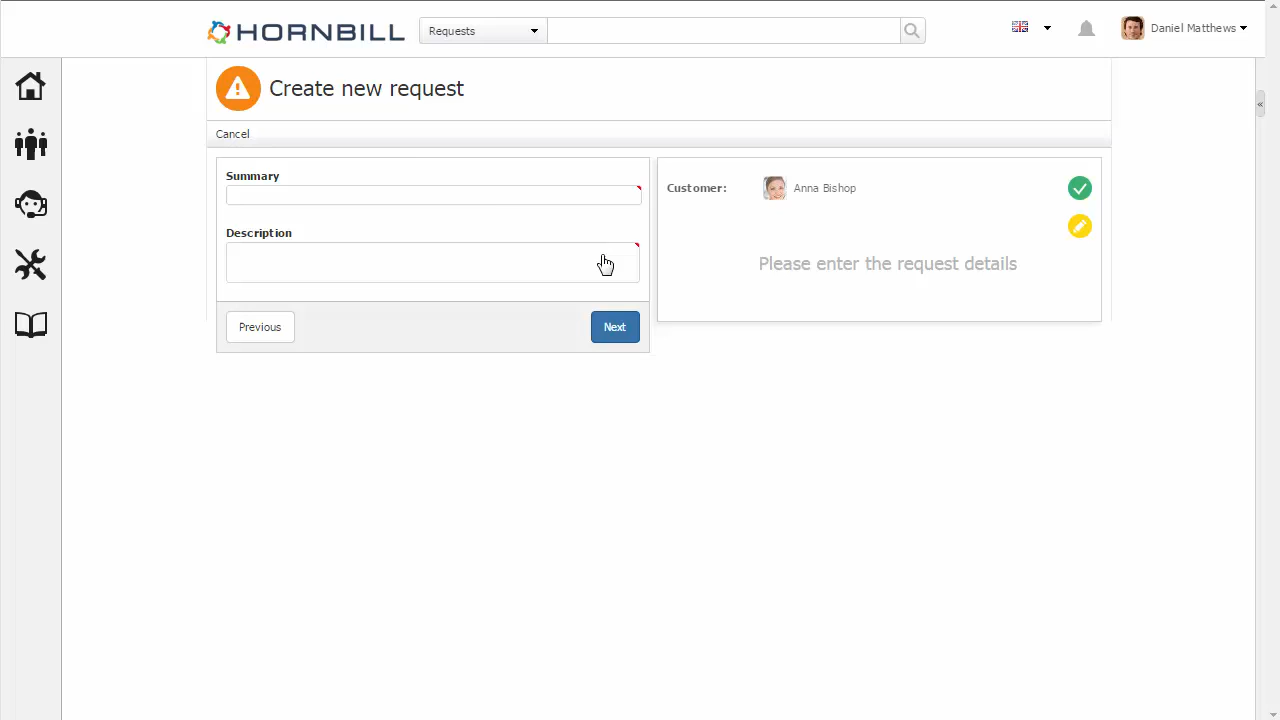 HORNBILL
Requests
Daniel Matthews
Create new request
Cancel
Summary
Description
Previous
Next
Customer:
Anna Bishop
Please enter the request details
«